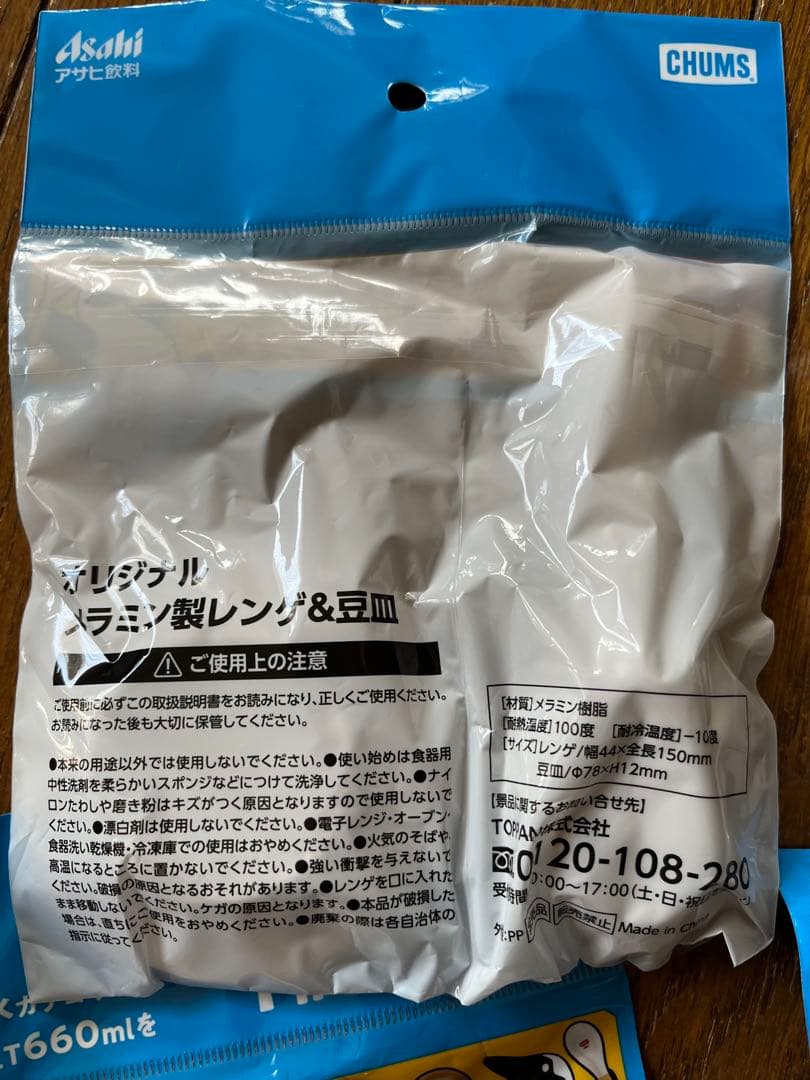 Asahi
アサヒ飲料
CHUMS
オリジナル
メラミン製レンゲ&豆皿
ご使用上の注意
ご使用前に必ずこの取扱説明書をお読みになり、正しくご使用ください。
お読みになった後も大切に保管してください。
●本来の用途以外では使用しないでください。●使い始めは食器用
中性洗剤を柔らかいスポンジなどにつけて洗浄してください。●ナイ
ロンたわしや磨き粉はキズがつく原因となりますので使用しないで
ください。●漂白剤は使用しないでください。●電子レンジ・オーブン・
食器洗い乾燥機・冷凍庫での使用はおやめください。●火気のそばや、
高温になるところに置かないでください。●強い衝撃を与えないで
ください。破損の原因となるおそれがあります。●レンゲを口に入れた
まま移動しないでください。ケガの原因となります。●本品が破損した
場合は、直ちにご使用をおやめください。●廃棄の際は各自治体の
指示に従ってください。
[材質]メラミン樹脂
[耐熱温度]100度 [耐冷温度]-10度
[サイズ]レンゲ/幅44×全長150mm
豆皿/Φ78×H12mm
【景品に関するお問い合せ先】
TOPPAN株式会社
0120-108-280
受付時間
:00〜17:00(土・日・祝
外:PP
販売禁止
Made in China
660mlを